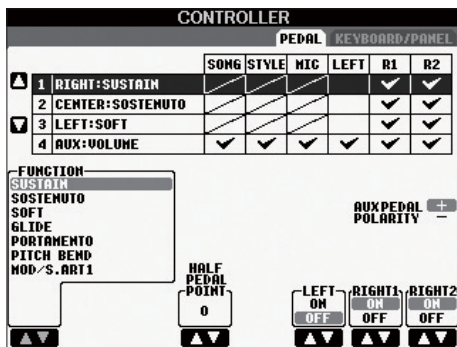 CONTROLLER
PEDAL KEYBOARD/PANEL
SONG STYLE MIC LEFT R1 R2
1 RIGHT:SUSTAIN
2 CENTER:SOSTENUTO
3 LEFT:SOFT
4 AUX:VOLUME
FUNCTION
SUSTAIN
SOSTENUTO
SOFT
GLIDE
PORTAMENTO
PITCH BEND
MOD/S.ART1
AUX PEDAL +
POLARITY −
HALF
PEDAL
POINT
0
LEFT RIGHT1 RIGHT2
ON ON ON
OFF OFF OFF